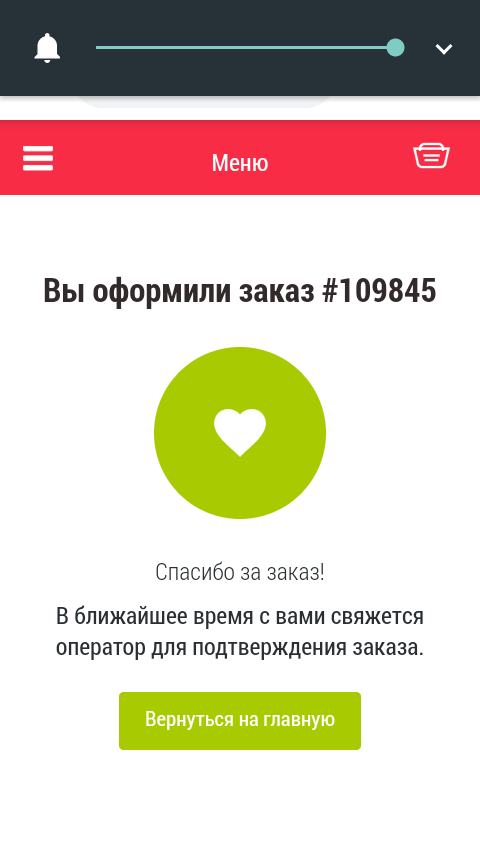 Меню
Вы оформили заказ #109845
Спасибо за заказ!
В ближайшее время с вами свяжется
оператор для подтверждения заказа.
Вернуться на главную